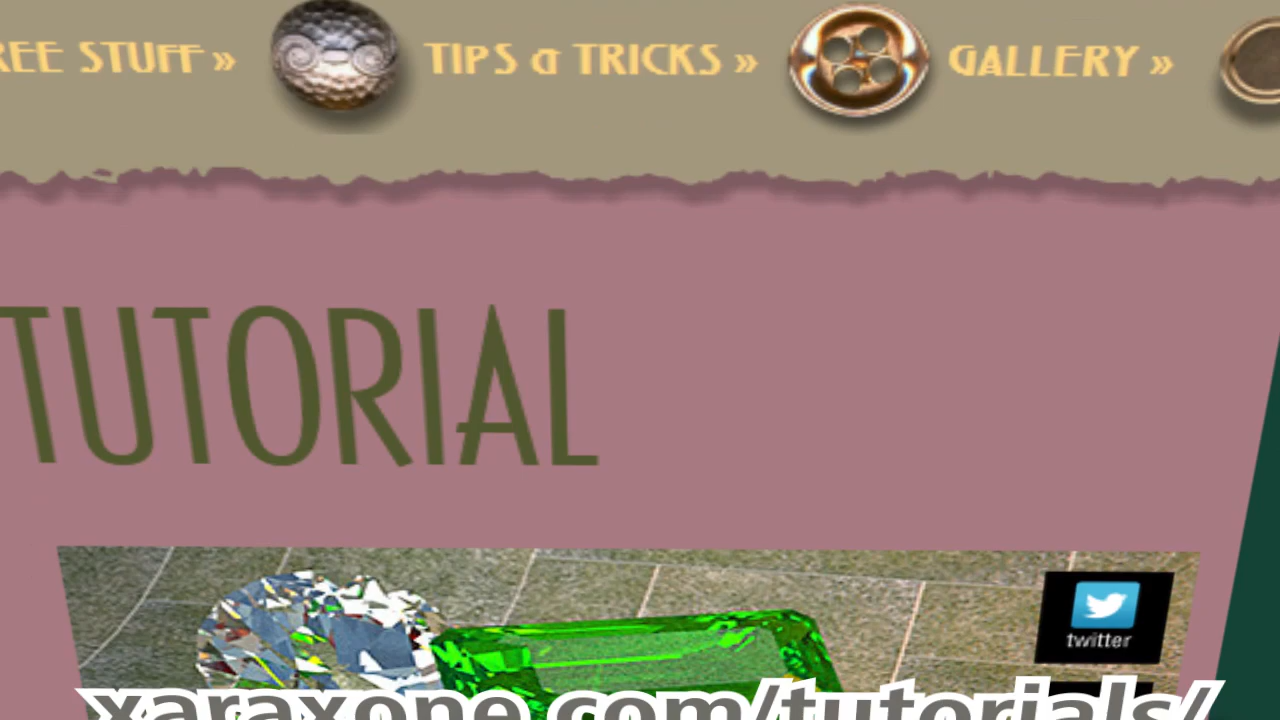 REE STUFF » TIPS & TRICKS » GALLERY »
TUTORIAL
twitter
xaraxone.com/tutorials/